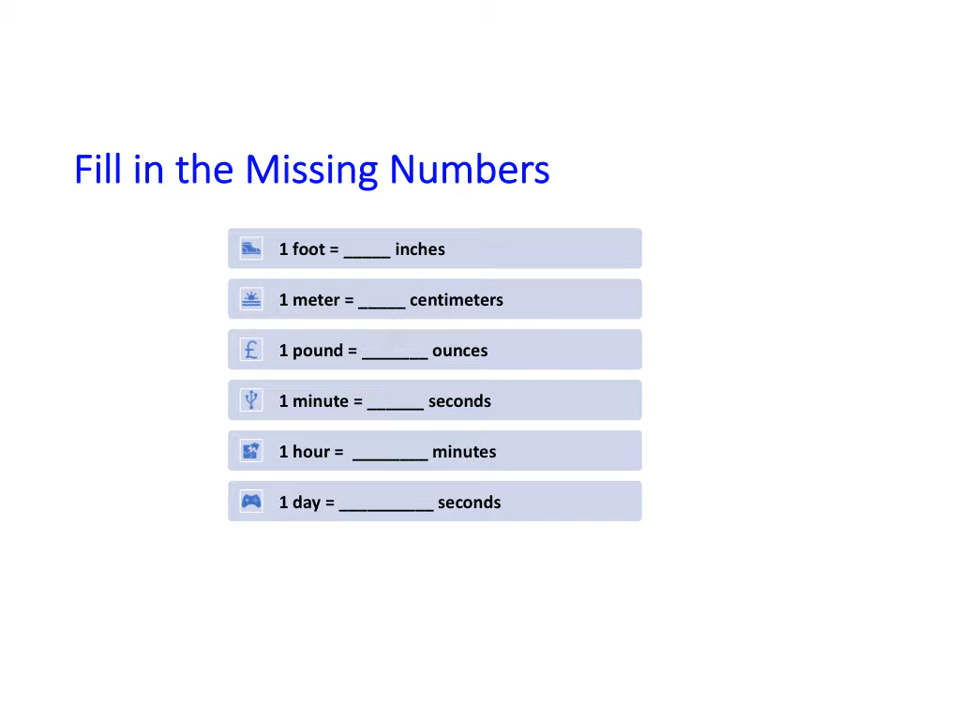 Fill in the Missing Numbers
1 foot = _____ inches
1 meter = _____ centimeters
1 pound = _______ ounces
1 minute = ______ seconds
1 hour =  ________ minutes
1 day = __________ seconds